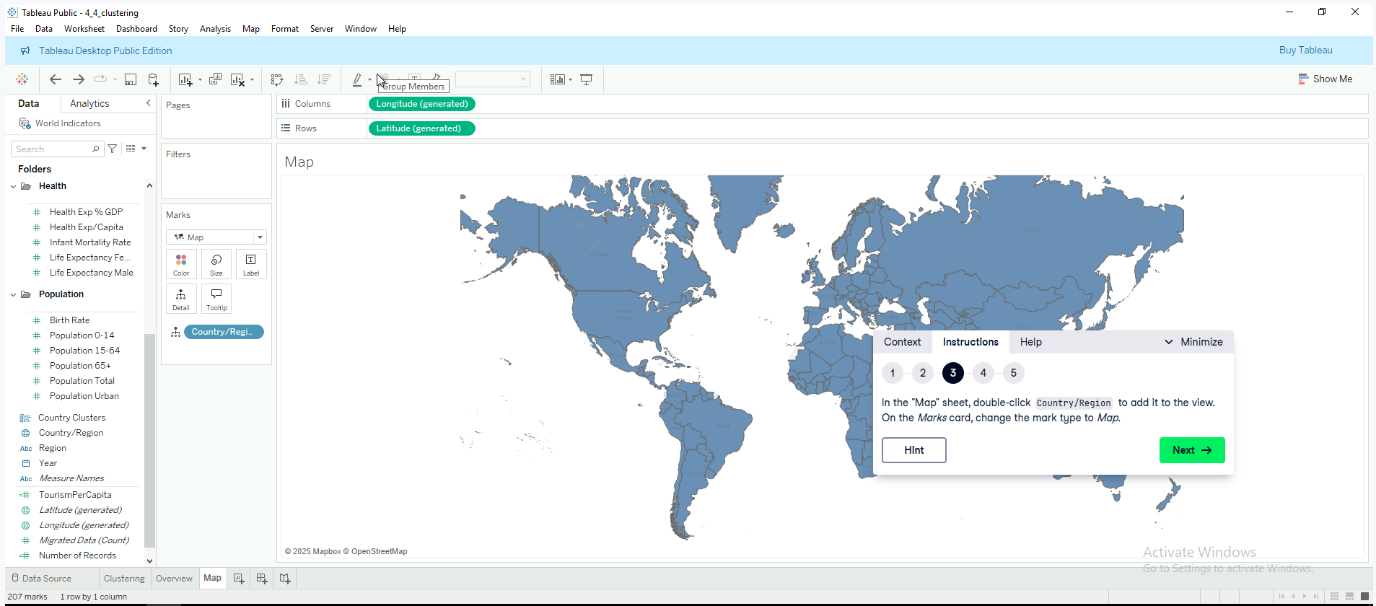 Tableau Public - 4_4_clustering
File Data Worksheet Dashboard Story Analysis Map Format Server Window Help
Tableau Desktop Public Edition
Buy Tableau
Show Me
Group Members
Data
Analytics
World Indicators
Search
Folders
Health
Health Exp % GDP
Health Exp/Capita
Infant Mortality Rate
Life Expectancy Fe...
Life Expectancy Male
Population
Birth Rate
Population 0-14
Population 15-64
Population 65+
Population Total
Population Urban
Country Clusters
Country/Region
Abc Region
Year
Abc Measure Names
TourismPerCapita
Latitude (generated)
Longitude (generated)
Migrated Data (Count)
Number of Records
Pages
Filters
Marks
Map
Color
Size
Label
Detail
Tooltip
Country/Regi..
Columns
Longitude (generated)
Rows
Latitude (generated)
Map
© 2025 Mapbox © OpenStreetMap
Context
Instructions
Help
Minimize
1 2 3 4 5
In the "Map" sheet, double-click Country/Region to add it to the view.
On the Marks card, change the mark type to Map.
Hint
Next →
Activate Windows
Go to Settings to activate Windows.
Data Source
Clustering
Overview
Map
207 marks 1 row by 1 column